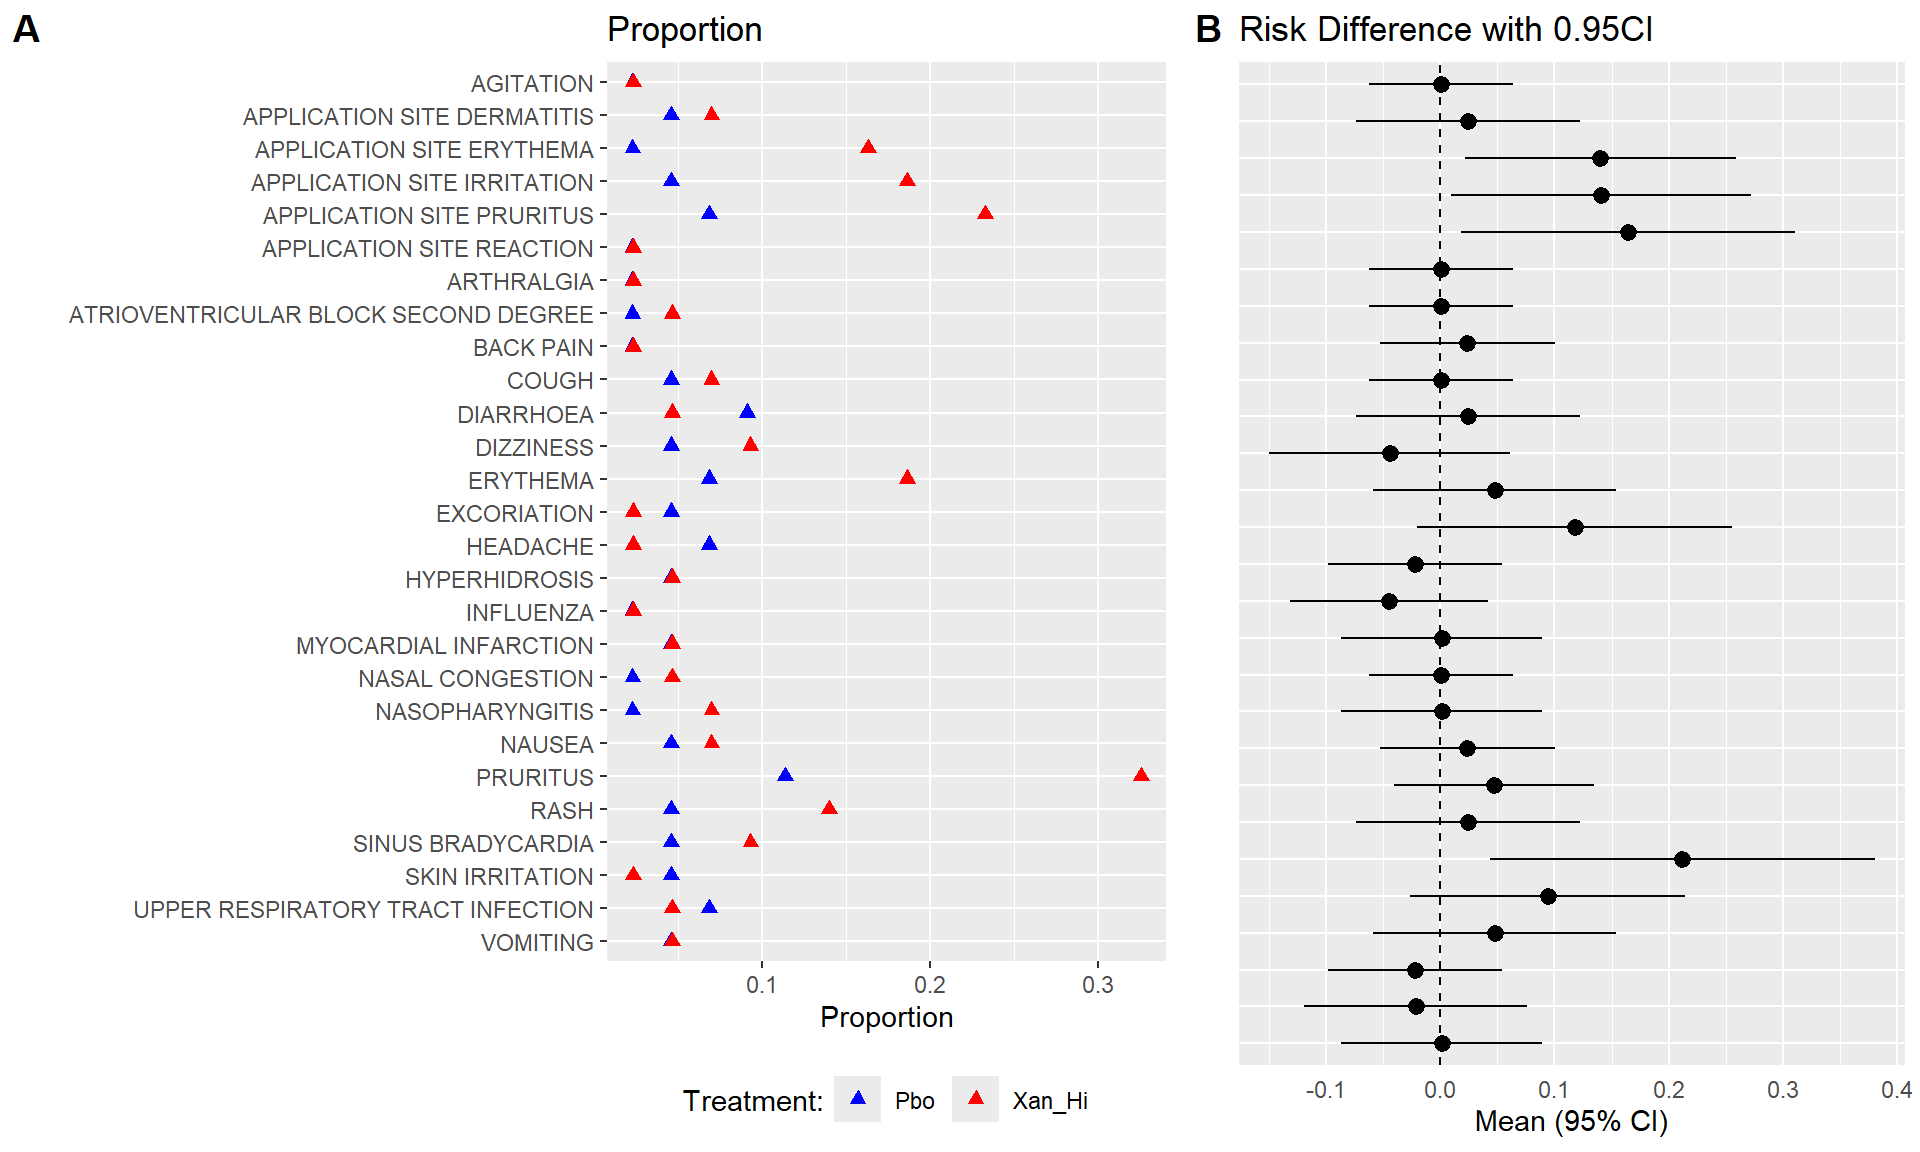 A
Proportion
AGITATION
APPLICATION SITE DERMATITIS
APPLICATION SITE ERYTHEMA
APPLICATION SITE IRRITATION
APPLICATION SITE PRURITUS
APPLICATION SITE REACTION
ARTHRALGIA
ATRIOVENTRICULAR BLOCK SECOND DEGREE
BACK PAIN
COUGH
DIARRHOEA
DIZZINESS
ERYTHEMA
EXCORIATION
HEADACHE
HYPERHIDROSIS
INFLUENZA
MYOCARDIAL INFARCTION
NASAL CONGESTION
NASOPHARYNGITIS
NAUSEA
PRURITUS
RASH
SINUS BRADYCARDIA
SKIN IRRITATION
UPPER RESPIRATORY TRACT INFECTION
VOMITING
0.1 0.2 0.3
Proportion
Treatment: Pbo Xan_Hi
B
Risk Difference with 0.95CI
-0.1 0.0 0.1 0.2 0.3 0.4
Mean (95% CI)